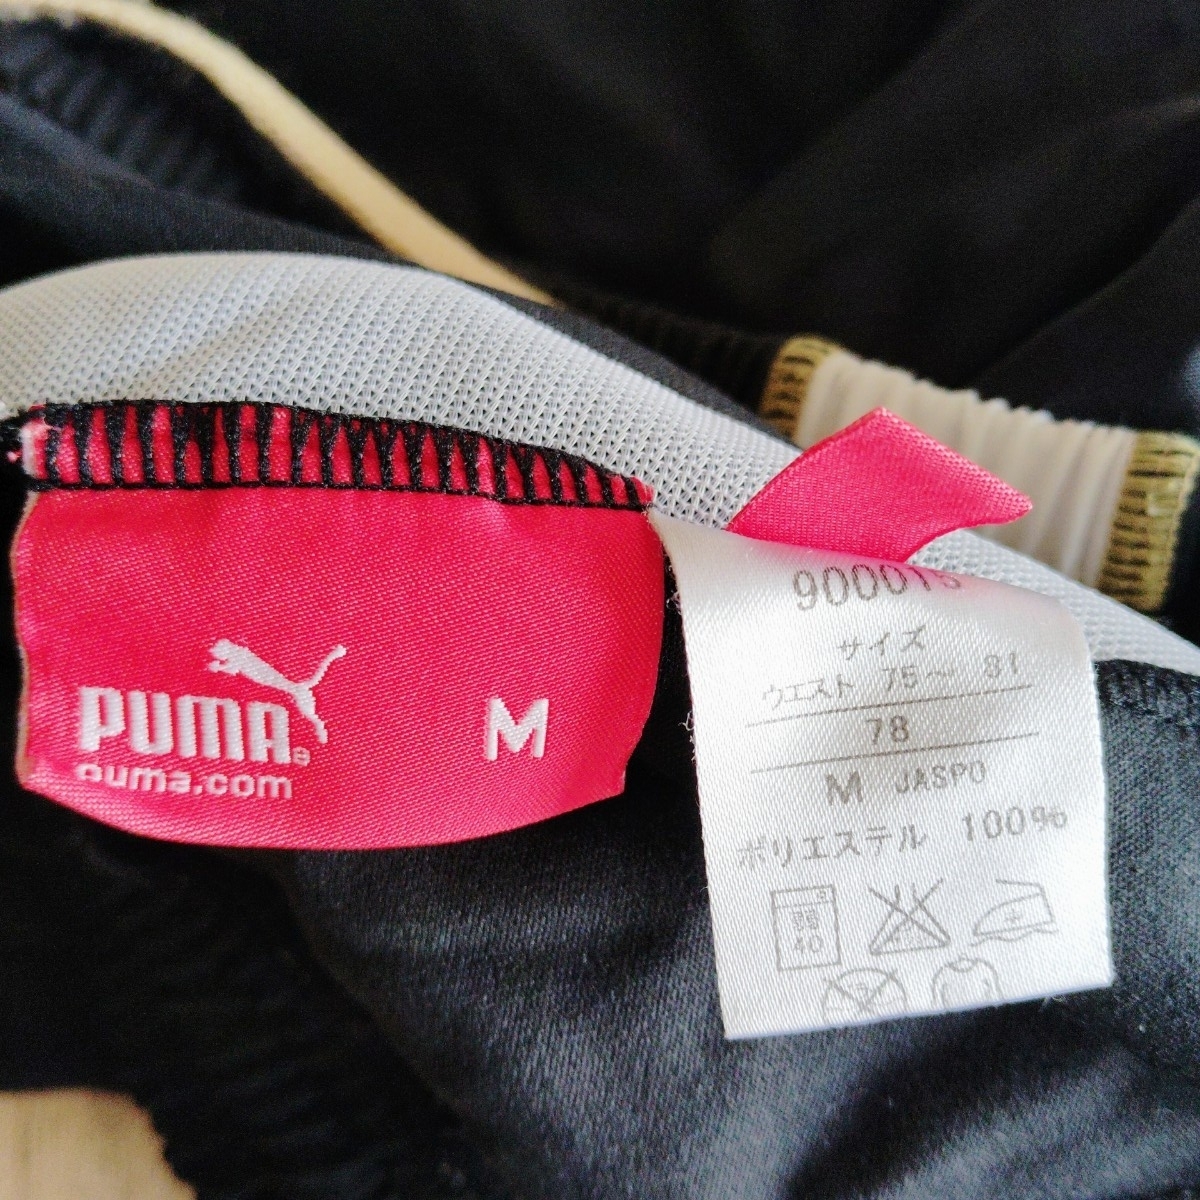 PUMA
puma.com
M
900015
サイズ
ウエスト 75～ 81
78
M JASPO
ポリエステル 100%
40